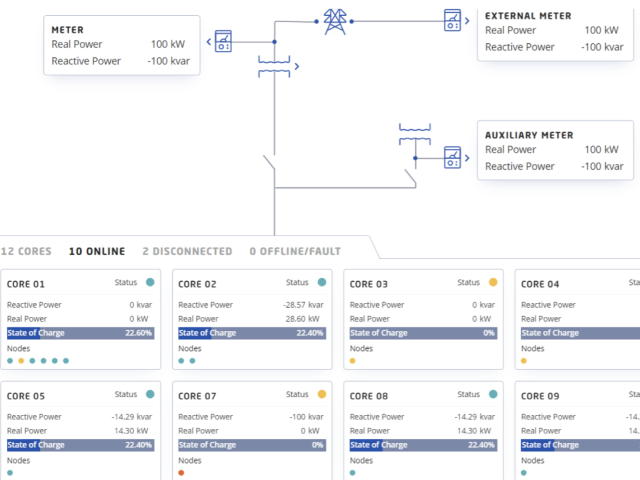 METER
Real Power 100 kW
Reactive Power -100 kvar
EXTERNAL METER
Real Power 100 kW
Reactive Power -100 kvar
AUXILIARY METER
Real Power 100 kW
Reactive Power -100 kvar
12 CORES 10 ONLINE 2 DISCONNECTED 0 OFFLINE/FAULT
CORE 01 Status
Reactive Power 0 kvar
Real Power 0 kW
State of Charge 22.60%
Nodes
CORE 02 Status
Reactive Power -28.57 kvar
Real Power 28.60 kW
State of Charge 22.40%
Nodes
CORE 03 Status
Reactive Power 0 kvar
Real Power 0 kW
State of Charge 0%
Nodes
CORE 04 Sta
Reactive Power
Real Power
State of Charge
Nodes
CORE 05 Status
Reactive Power -14.29 kvar
Real Power 14.30 kW
State of Charge 22.40%
Nodes
CORE 07 Status
Reactive Power -100 kvar
Real Power 0 kW
State of Charge 0%
Nodes
CORE 08 Status
Reactive Power -14.29 kvar
Real Power 14.30 kW
State of Charge 22.40%
Nodes
CORE 09 Sta
Reactive Power -14.
Real Power 14.
State of Charge
Nodes